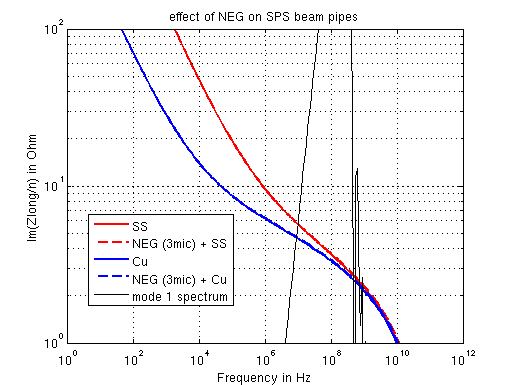 effect of NEG on SPS beam pipes
Im(Zlong/n) in Ohm
10^2
10^1
10^0
SS
NEG (3mic) + SS
Cu
NEG (3mic) + Cu
mode 1 spectrum
10^0 10^2 10^4 10^6 10^8 10^10 10^12
Frequency in Hz